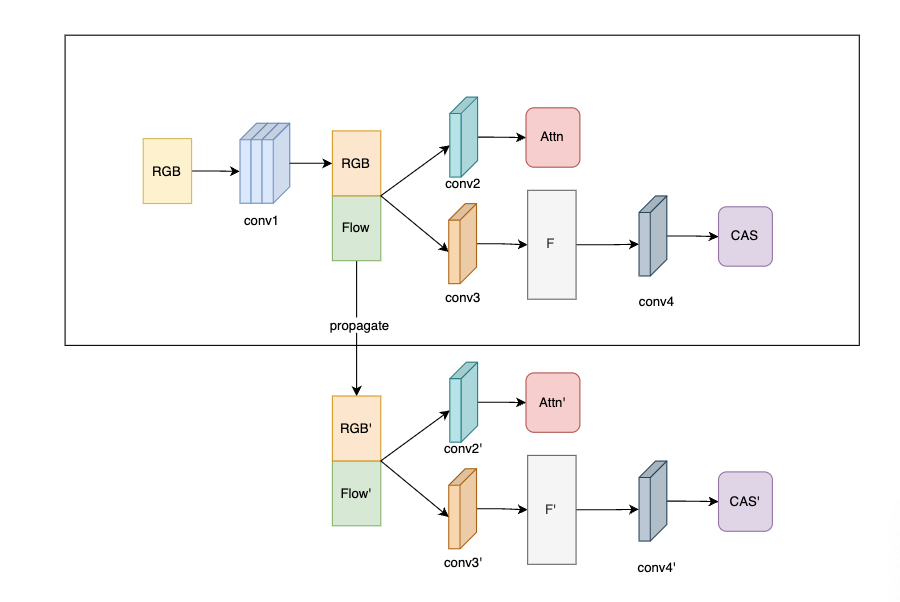 RGB
conv1
RGB
Flow
conv2
Attn
conv3
F
conv4
CAS
propagate
RGB'
Flow'
conv2'
Attn'
conv3'
F'
conv4'
CAS'